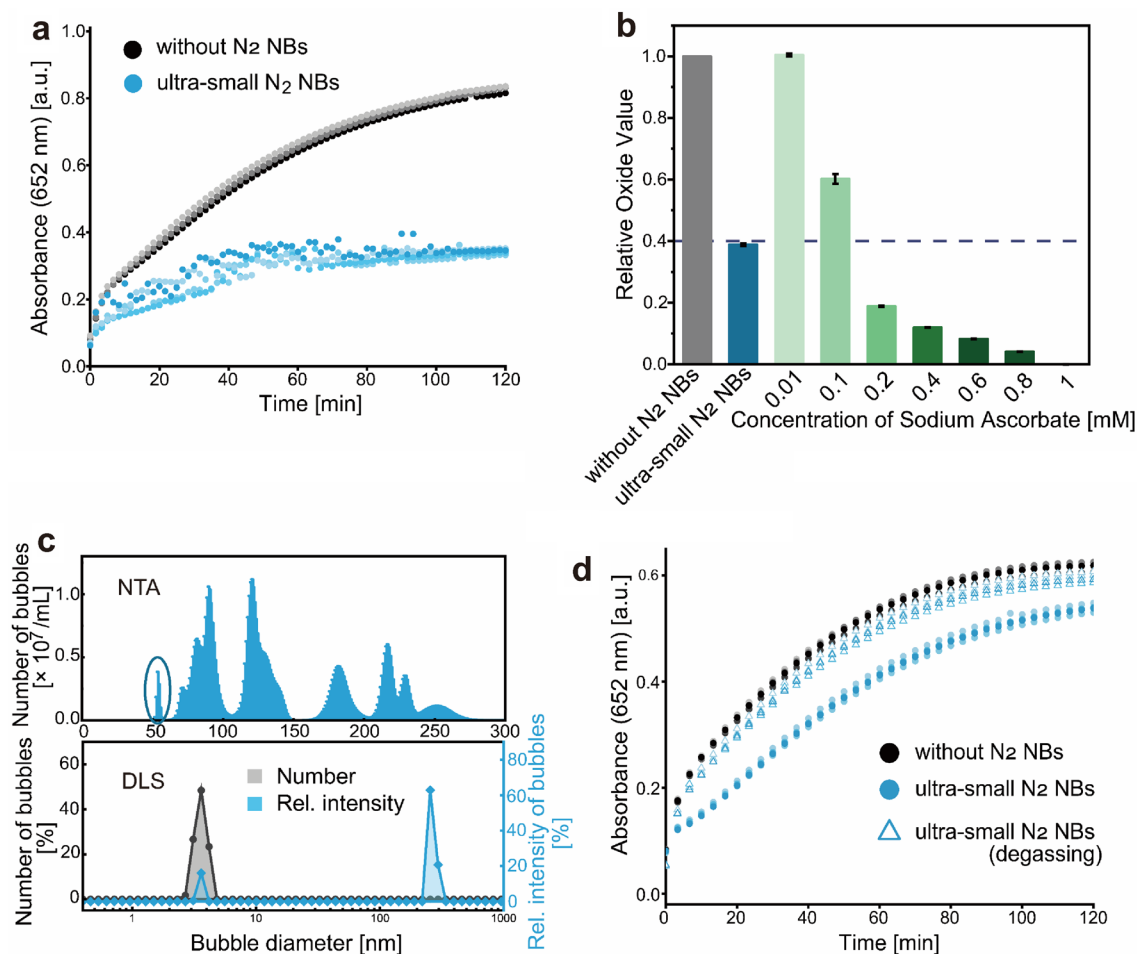 a
without N2 NBs
ultra-small N2 NBs
Absorbance (652 nm) [a.u.]
0.8
0.6
0.4
0.2
0.0
0
20
40
60
80
100
120
Time [min]
b
Relative Oxide Value
1.0
0.8
0.6
0.4
0.2
0.0
without N2 NBs
ultra-small N2 NBs
0.01
0.1
0.2
0.4
0.6
0.8
1
Concentration of Sodium Ascorbate [mM]
c
NTA
Number of bubbles
[× 10⁷/mL]
1.0
0.5
0.0
0
50
100
150
200
250
300
DLS
Number
Rel. intensity
Number of bubbles
[%]
60
40
20
0
1
10
100
1000
Bubble diameter [nm]
80
60
40
20
0
Rel. intensity of bubbles
[%]
d
Absorbance (652 nm) [a.u.]
0.6
0.4
0.2
0.0
without N2 NBs
ultra-small N2 NBs
ultra-small N2 NBs
(degassing)
0
20
40
60
80
100
120
Time [min]